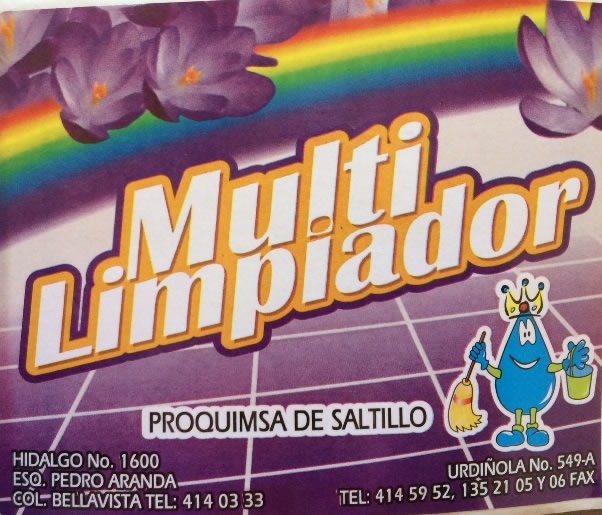 Multi
Limpiador
PROQUIMSA DE SALTILLO
HIDALGO No. 1600
ESQ. PEDRO ARANDA
COL. BELLAVISTA TEL: 414 03 33
URDIÑOLA No. 549-A
TEL: 414 59 52, 135 21 05 Y 06 FAX